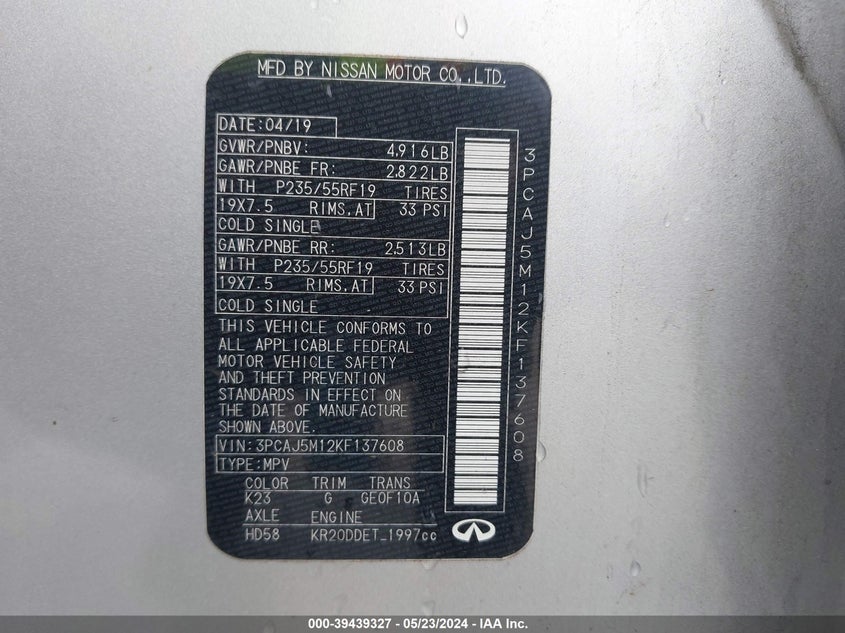 MFD BY NISSAN MOTOR CO.,LTD.
DATE:04/19
GVWR/PNBV: 4,916LB
GAWR/PNBE FR: 2,822LB
WITH P235/55RF19 TIRES
19X7.5 RIMS.AT 33 PSI
COLD SINGLE
GAWR/PNBE RR: 2,513LB
WITH P235/55RF19 TIRES
19X7.5 RIMS.AT 33 PSI
COLD SINGLE
THIS VEHICLE CONFORMS TO
ALL APPLICABLE FEDERAL
MOTOR VEHICLE SAFETY
AND THEFT PREVENTION
STANDARDS IN EFFECT ON
THE DATE OF MANUFACTURE
SHOWN ABOVE.
VIN:3PCAJ5M12KF137608
TYPE:MPV
COLOR TRIM TRANS
K23 G GE0F10A
AXLE ENGINE
HD58 KR20DDET_1997cc
3PCAJ5M12KF137608
000-39439327 - 05/23/2024 - IAA Inc.